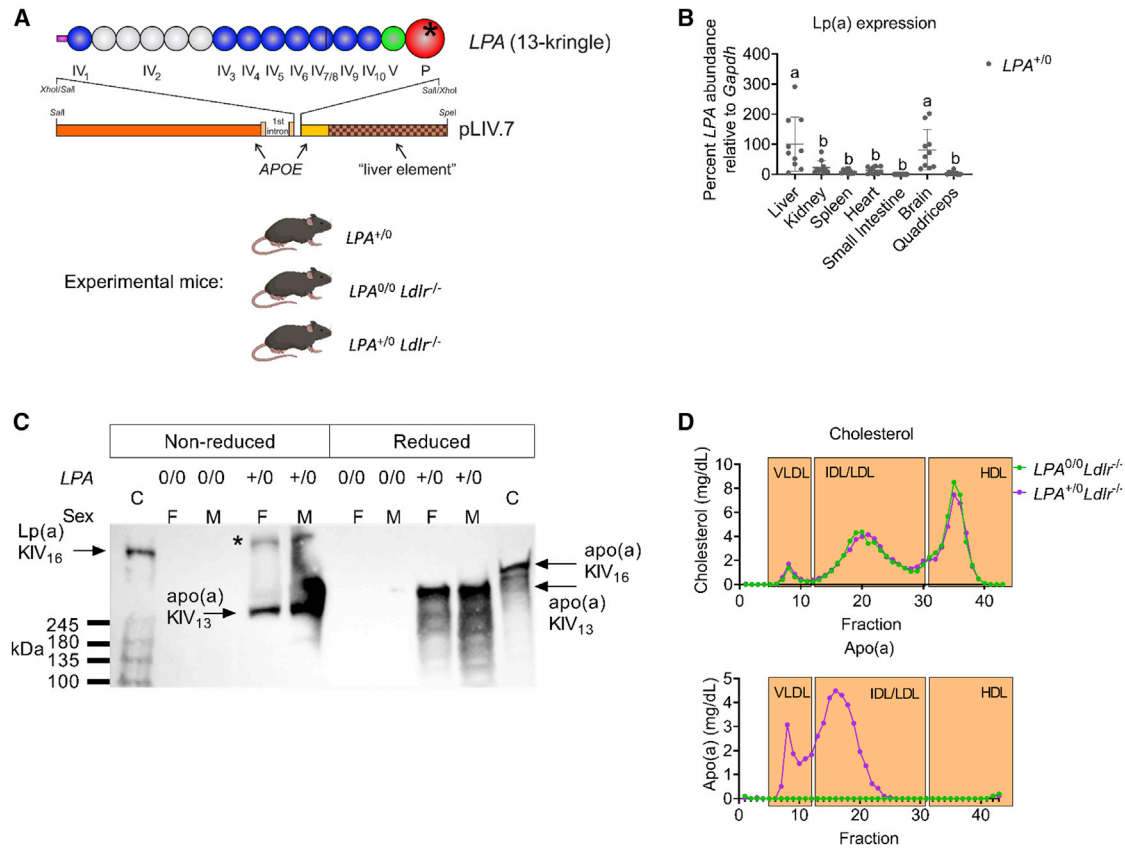 A
*
LPA (13-kringle)
IV1 IV2 IV3 IV4 IV5 IV6 IV7/8 IV9 IV10 V P
XhoI/SalI SalI/XhoI
SalI 1st intron SpeI
pLIV.7
APOE "liver element"
Experimental mice:
LPA+/0
LPA0/0 Ldlr-/-
LPA+/0 Ldlr-/-
B
Lp(a) expression
Percent LPA abundance
relative to Gapdh
400
300
200
100
0
a b b b b a b
LPA+/0
Liver
Kidney
Spleen
Heart
Small Intestine
Brain
Quadriceps
C
Non-reduced Reduced
LPA 0/0 0/0 +/0 +/0 0/0 0/0 +/0 +/0
C C
Sex F M F M F M F M
Lp(a)
KIV16
*
apo(a)
KIV13
apo(a)
KIV16
apo(a)
KIV13
245
180
135
100
kDa
D
Cholesterol
VLDL IDL/LDL HDL
LPA0/0Ldlr-/-
LPA+/0Ldlr-/-
Cholesterol (mg/dL)
10
8
6
4
2
0
0 10 20 30 40
Fraction
Apo(a)
VLDL IDL/LDL HDL
Apo(a) (mg/dL)
5
4
3
2
1
0
0 10 20 30 40
Fraction